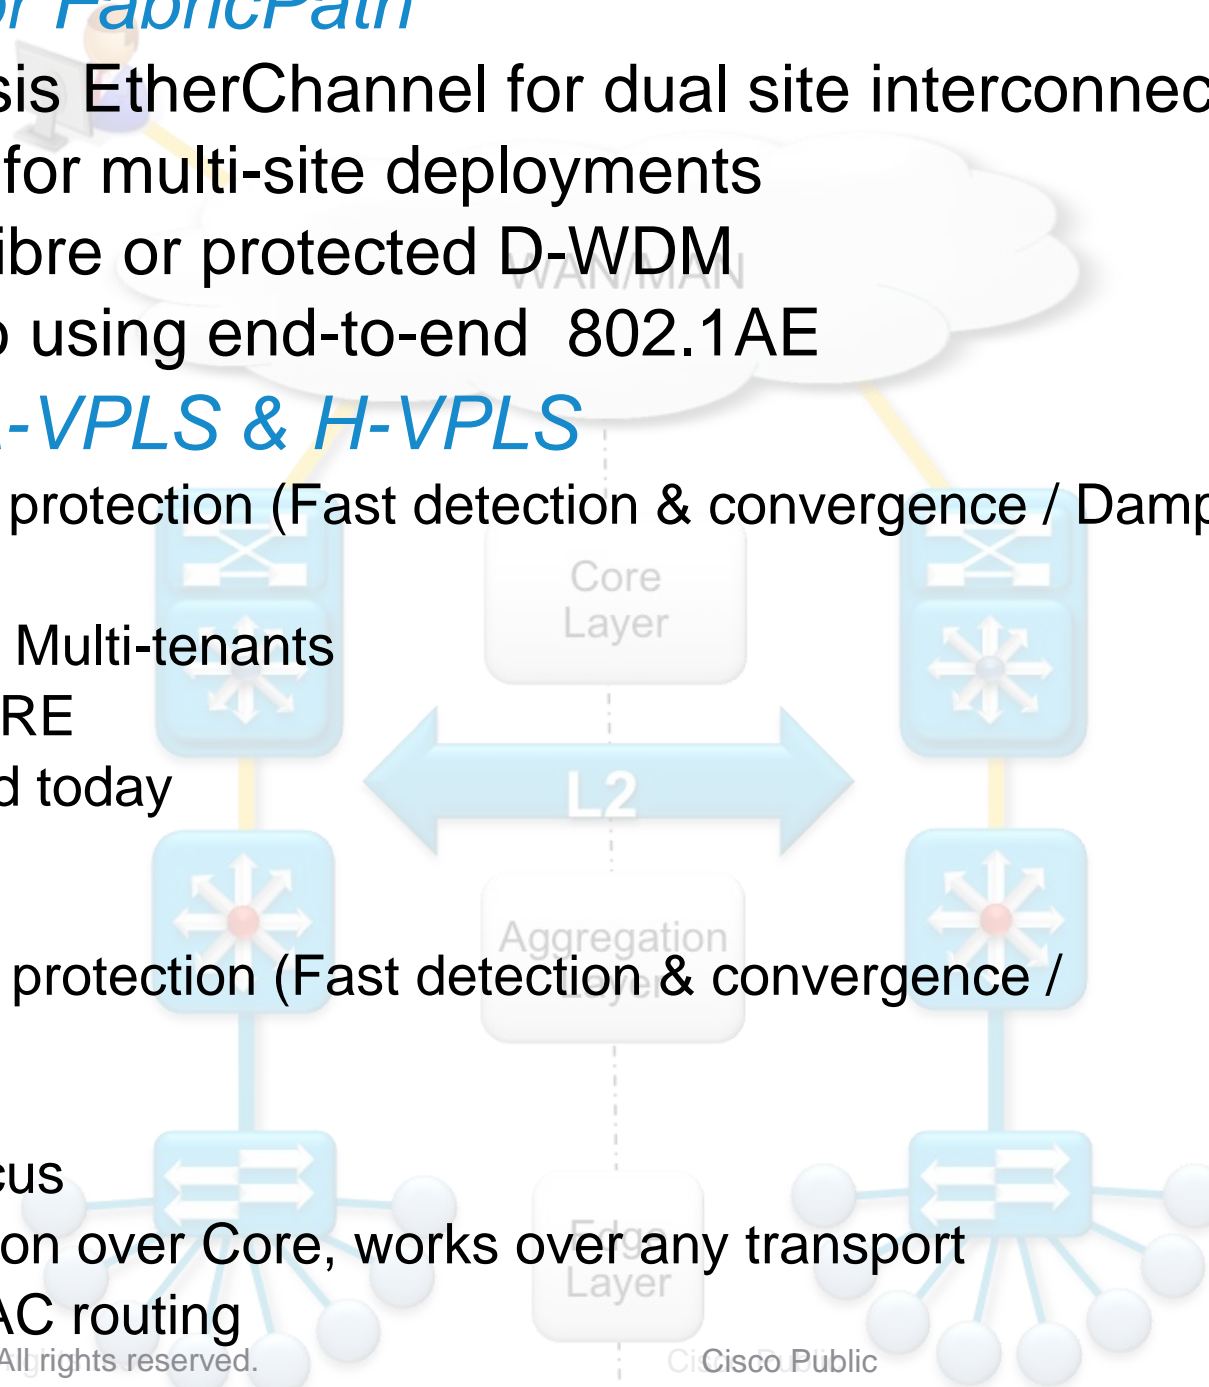 or FabricPath
sis EtherChannel for dual site interconnec
for multi-site deployments
ibre or protected D-WDM
WAN/MAN
o using end-to-end 802.1AE
-VPLS & H-VPLS
protection (Fast detection & convergence / Damp
Core
Layer
Multi-tenants
RE
d today
L2
Aggregation
Layer
protection (Fast detection & convergence /
cus
on over Core, works over any transport
Edge
Layer
AC routing
All rights reserved.
Cisco Public